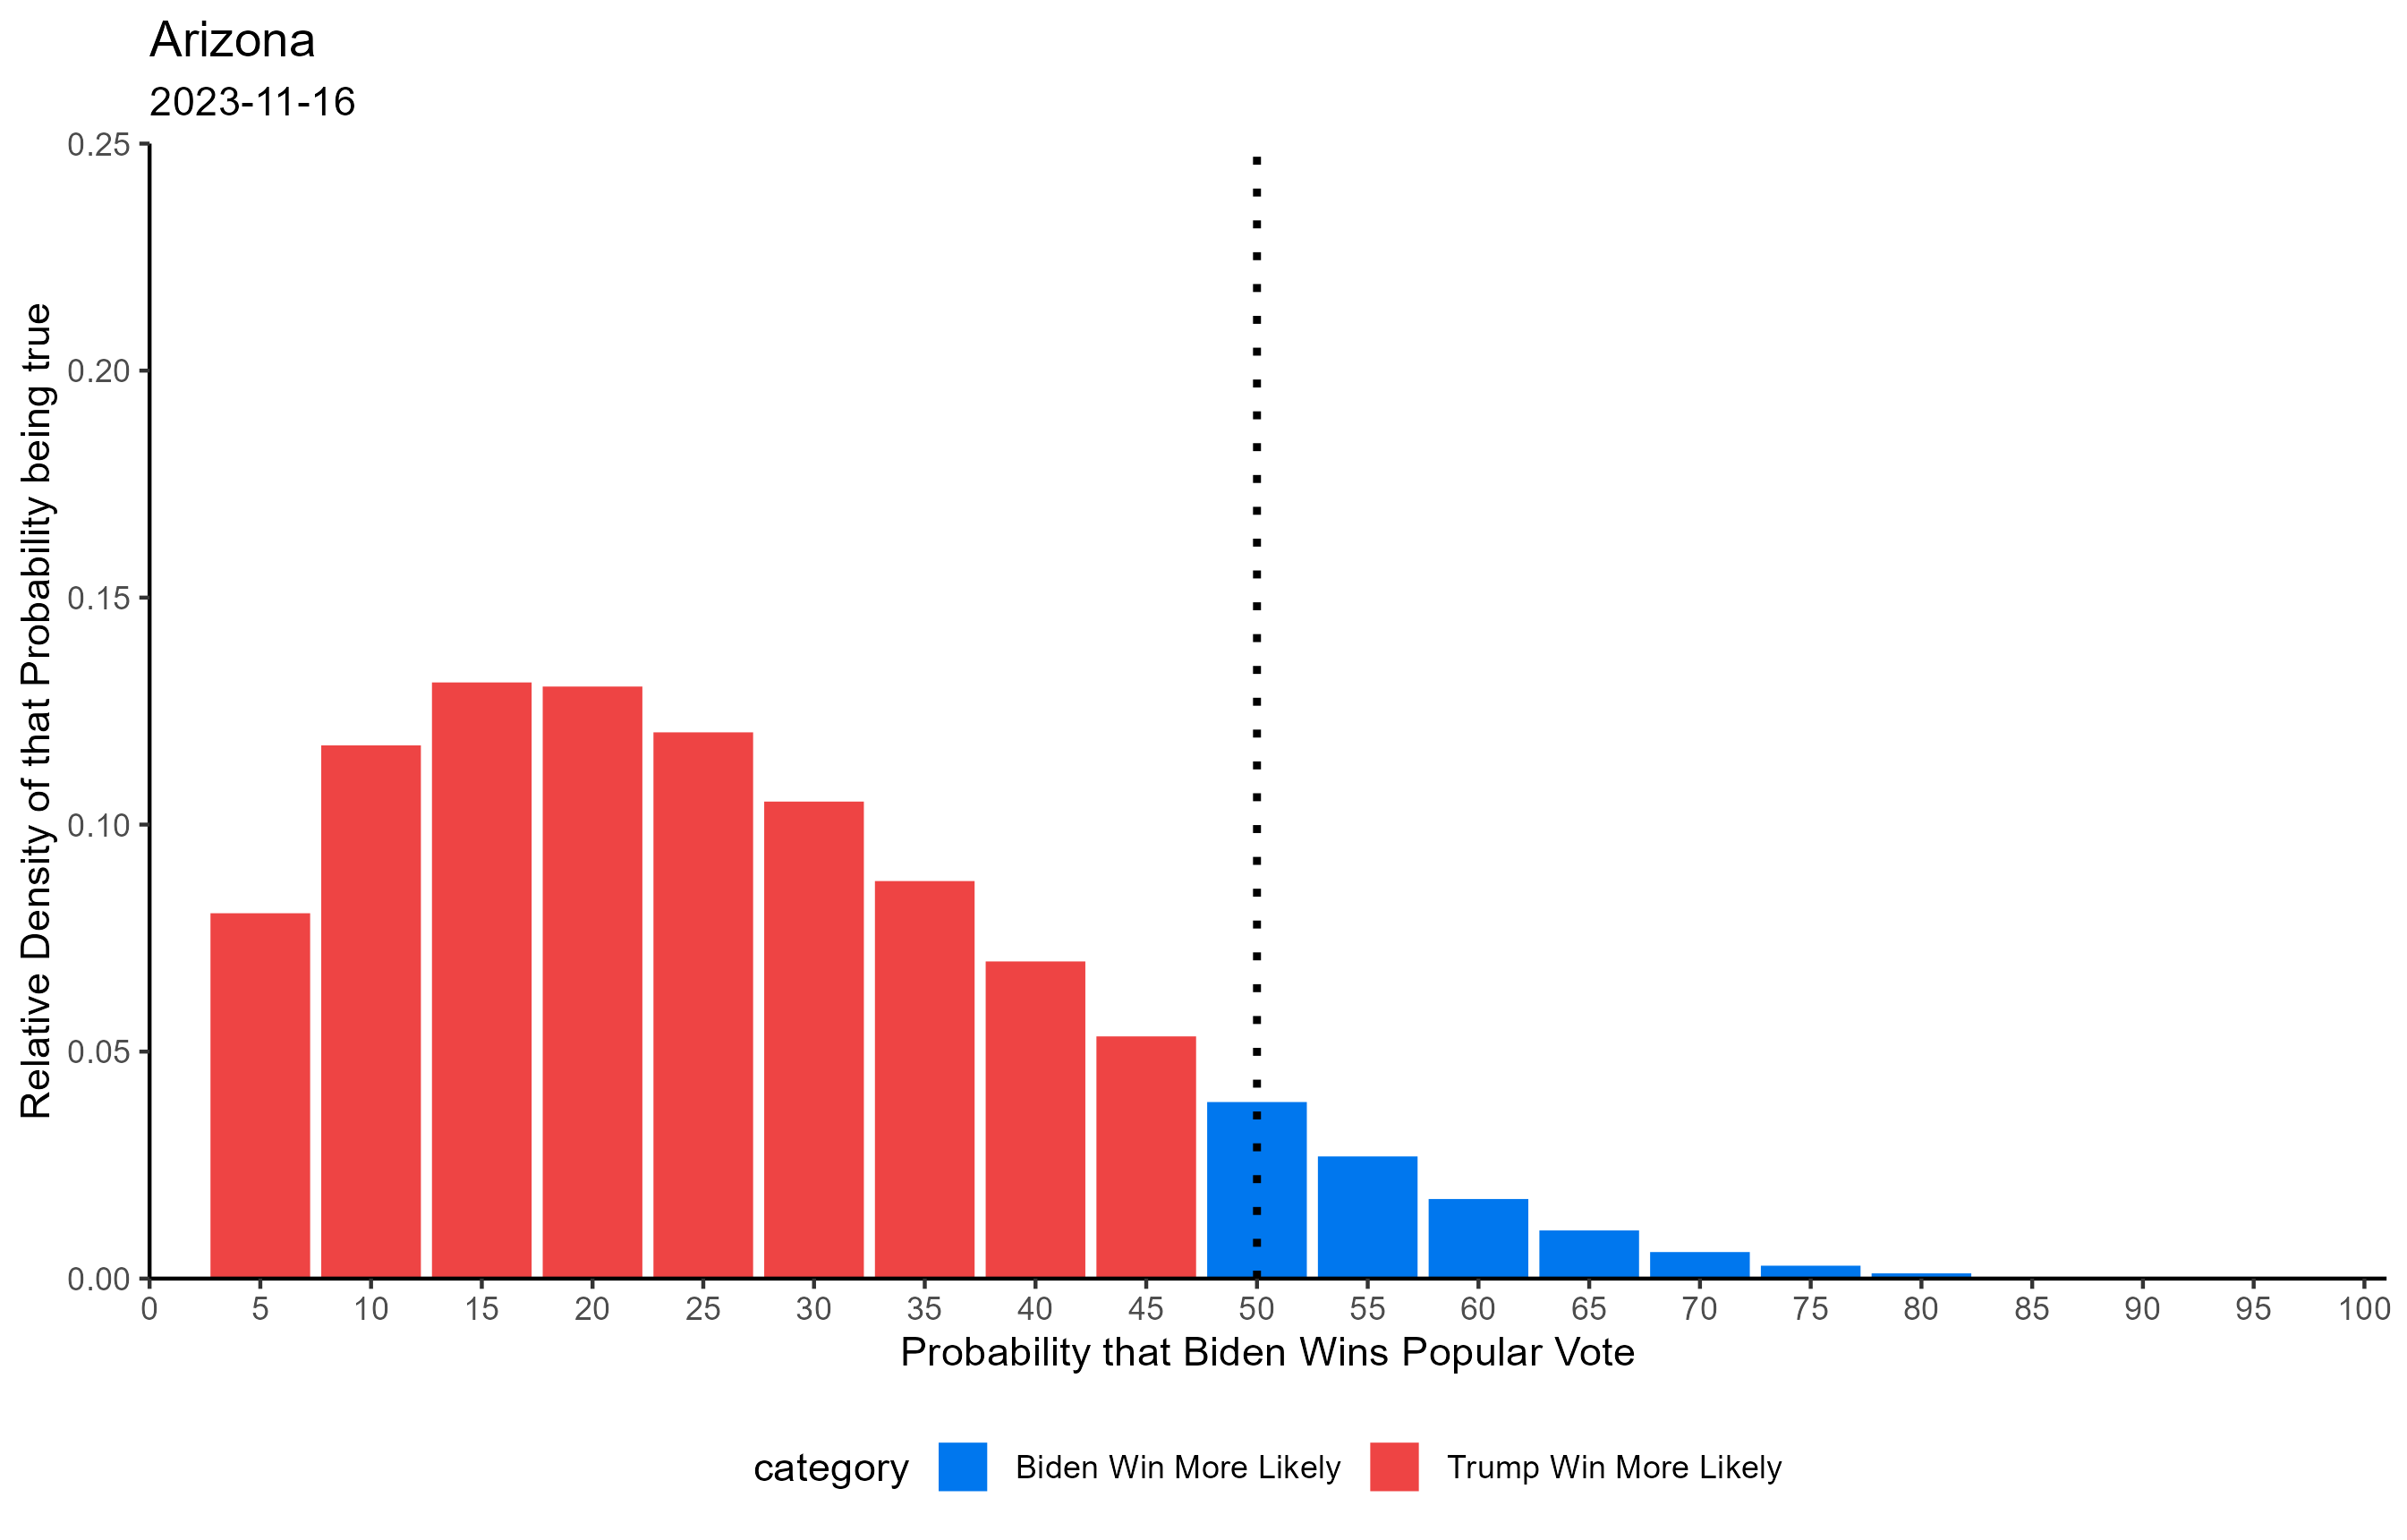 Arizona
2023-11-16
Relative Density of that Probability being true
0.25
0.20
0.15
0.10
0.05
0.00
0 5 10 15 20 25 30 35 40 45 50 55 60 65 70 75 80 85 90 95 100
Probability that Biden Wins Popular Vote
category Biden Win More Likely Trump Win More Likely